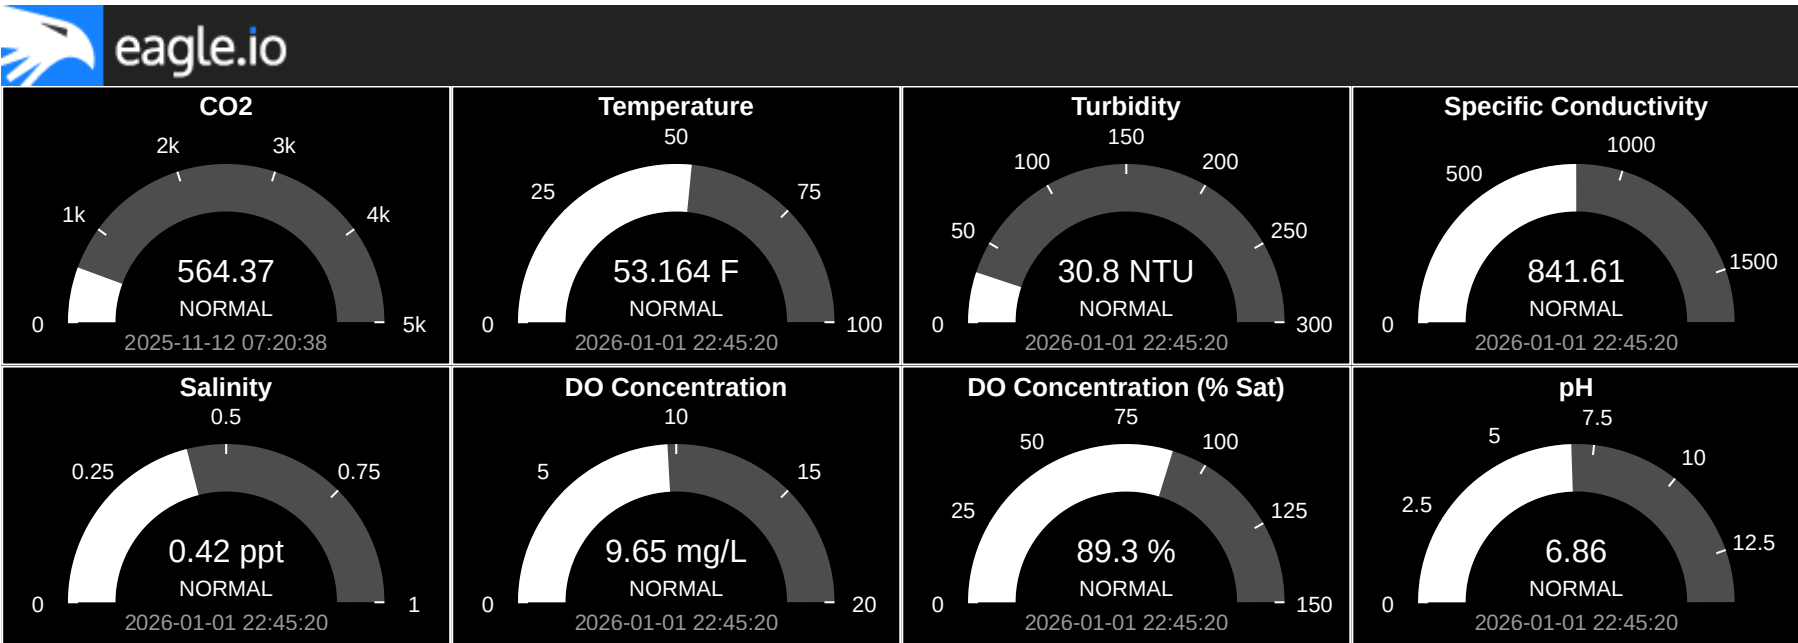 eagle.io
CO2
0
1k
2k
3k
4k
5k
564.37
NORMAL
2025-11-12 07:20:38
Temperature
0
25
50
75
100
53.164 F
NORMAL
2026-01-01 22:45:20
Turbidity
0
50
100
150
200
250
300
30.8 NTU
NORMAL
2026-01-01 22:45:20
Specific Conductivity
0
500
1000
1500
841.61
NORMAL
2026-01-01 22:45:20
Salinity
0
0.25
0.5
0.75
1
0.42 ppt
NORMAL
2026-01-01 22:45:20
DO Concentration
0
5
10
15
20
9.65 mg/L
NORMAL
2026-01-01 22:45:20
DO Concentration (% Sat)
0
25
50
75
100
125
150
89.3 %
NORMAL
2026-01-01 22:45:20
pH
0
2.5
5
7.5
10
12.5
6.86
NORMAL
2026-01-01 22:45:20